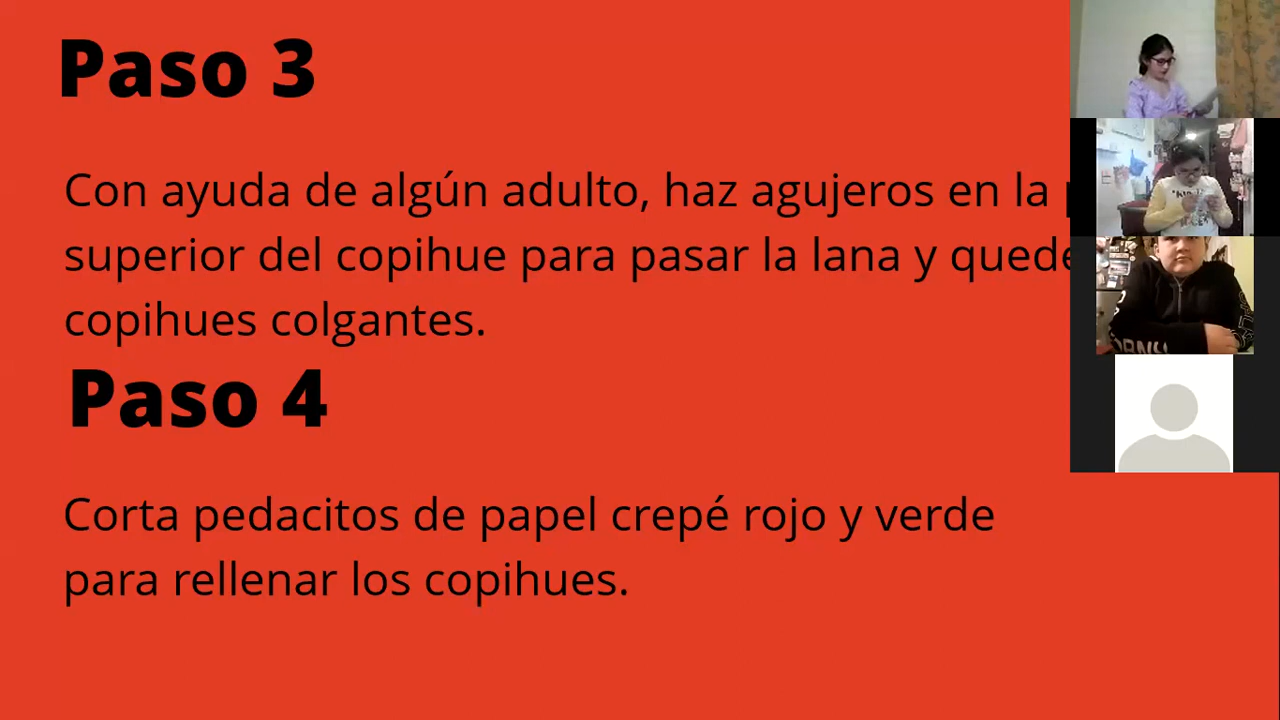 Paso 3
Con ayuda de algún adulto, haz agujeros en la
superior del copihue para pasar la lana y quede
copihues colgantes.
Paso 4
Corta pedacitos de papel crepé rojo y verde
para rellenar los copihues.